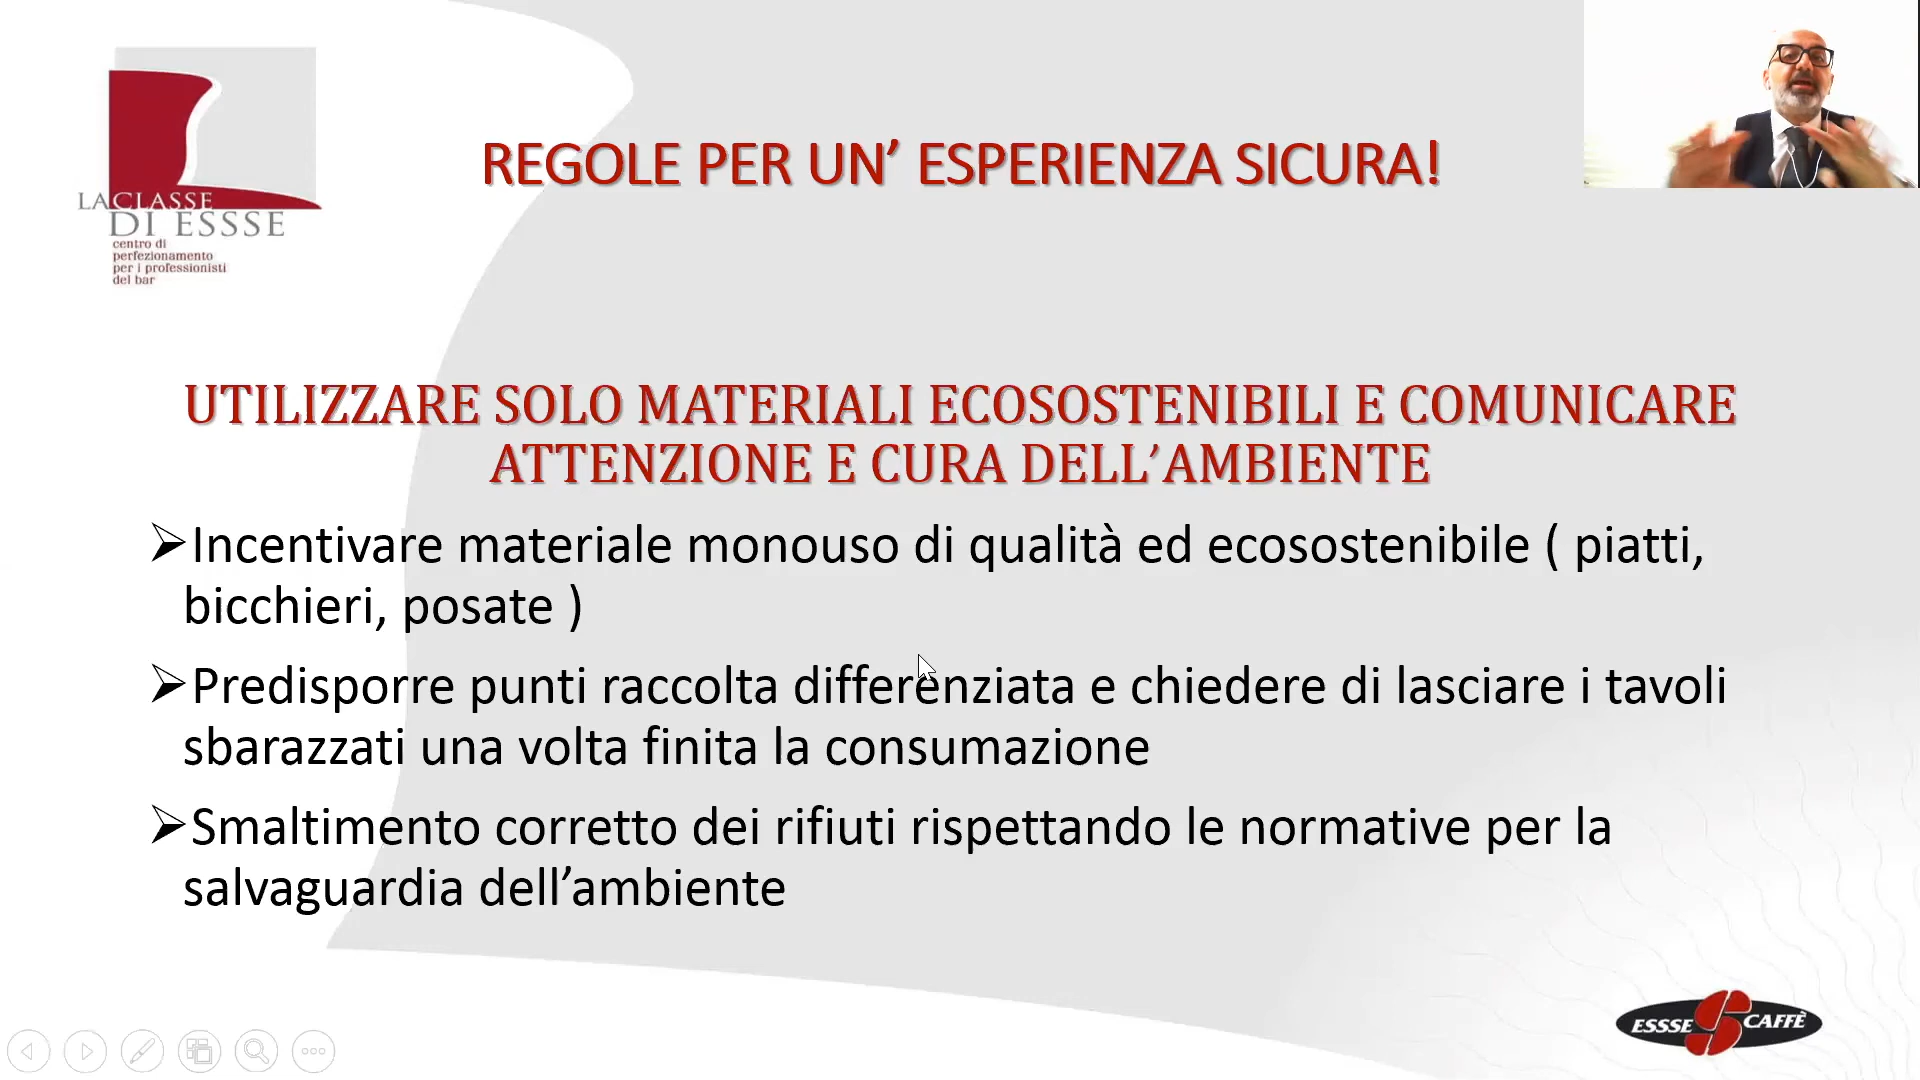 LACLASSE
DI ESSSE
centro di
perfezionamento
per i professionisti
del bar
REGOLE PER UN’ ESPERIENZA SICURA!
UTILIZZARE SOLO MATERIALI ECOSOSTENIBILI E COMUNICARE
ATTENZIONE E CURA DELL’AMBIENTE
➢Incentivare materiale monouso di qualità ed ecosostenibile ( piatti,
bicchieri, posate )
➢Predisporre punti raccolta differenziata e chiedere di lasciare i tavoli
sbarazzati una volta finita la consumazione
➢Smaltimento corretto dei rifiuti rispettando le normative per la
salvaguardia dell’ambiente
ESSSE CAFFÈ